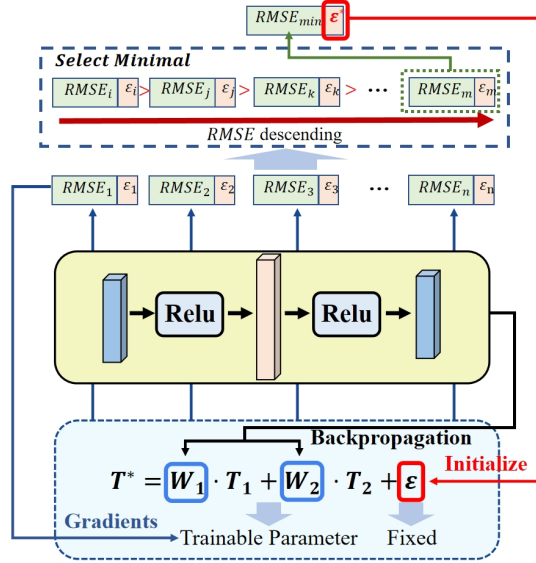 RMSE_min ε*
Select Minimal
RMSE_i ε_i > RMSE_j ε_j > RMSE_k ε_k > ... RMSE_m ε_m
RMSE descending
RMSE_1 ε_1 RMSE_2 ε_2 RMSE_3 ε_3 ... RMSE_n ε_n
Relu Relu
Backpropagation
T* = W_1 · T_1 + W_2 · T_2 + ε
Initialize
Gradients
Trainable Parameter Fixed